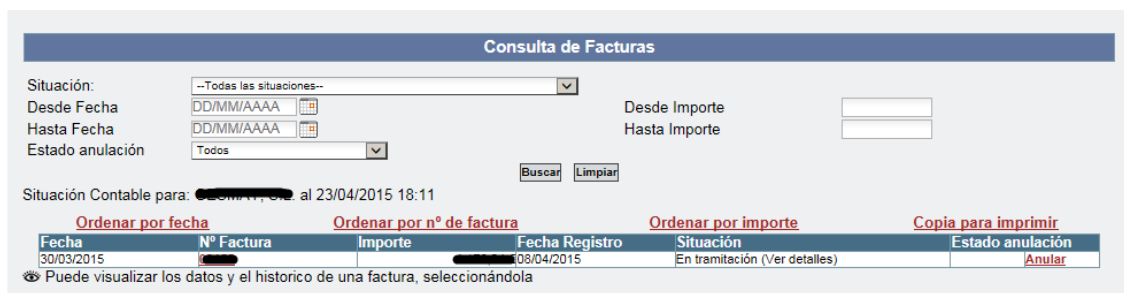 Consulta de Facturas
Situación: --Todas las situaciones--
Desde Fecha DD/MM/AAAA Desde Importe
Hasta Fecha DD/MM/AAAA Hasta Importe
Estado anulación Todos
Buscar Limpiar
Situación Contable para: al 23/04/2015 18:11
Ordenar por fecha Ordenar por nº de factura Ordenar por importe Copia para imprimir
Fecha Nº Factura Importe Fecha Registro Situación Estado anulación
30/03/2015 08/04/2015 En tramitación (Ver detalles) Anular
Puede visualizar los datos y el historico de una factura, seleccionándola